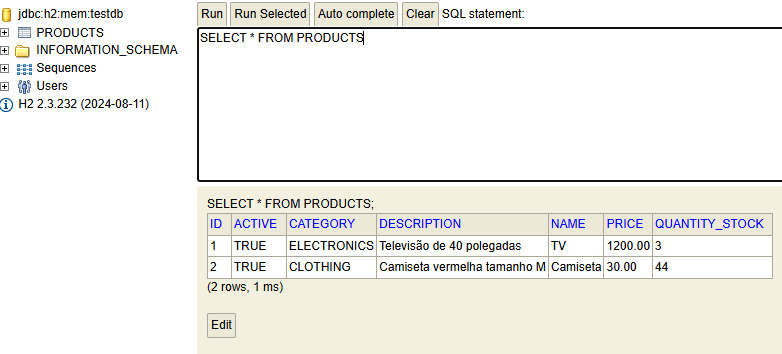 jdbc:h2:mem:testdb
PRODUCTS
INFORMATION_SCHEMA
Sequences
Users
H2 2.3.232 (2024-08-11)
Run Run Selected Auto complete Clear SQL statement:
SELECT * FROM PRODUCTS
SELECT * FROM PRODUCTS;
ID ACTIVE CATEGORY DESCRIPTION NAME PRICE QUANTITY_STOCK
1 TRUE ELECTRONICS Televisão de 40 polegadas TV 1200.00 3
2 TRUE CLOTHING Camiseta vermelha tamanho M Camiseta 30.00 44
(2 rows, 1 ms)
Edit